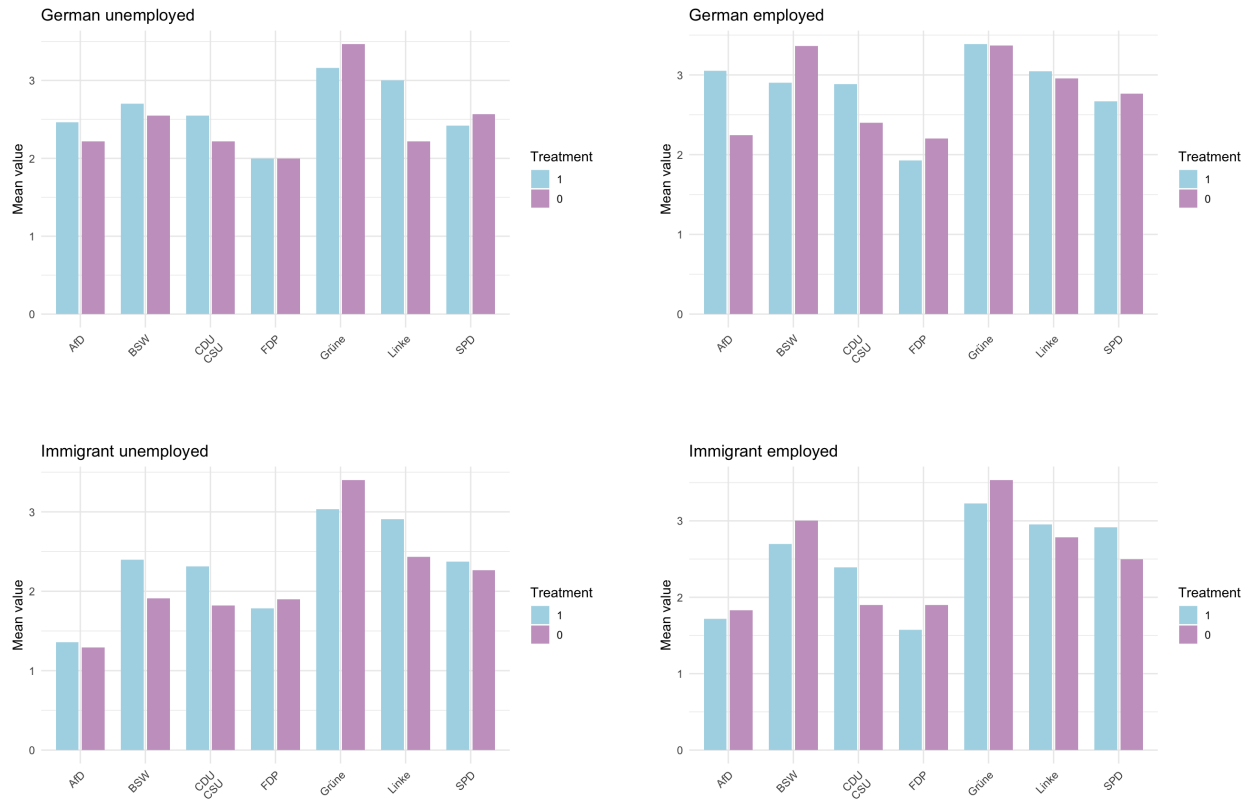 German unemployed
Mean value
3
2
1
0
AfD
BSW
CDU
CSU
FDP
Grüne
Linke
SPD
Treatment
1
0
German employed
Mean value
3
2
1
0
AfD
BSW
CDU
CSU
FDP
Grüne
Linke
SPD
Treatment
1
0
Immigrant unemployed
Mean value
3
2
1
0
AfD
BSW
CDU
CSU
FDP
Grüne
Linke
SPD
Treatment
1
0
Immigrant employed
Mean value
3
2
1
0
AfD
BSW
CDU
CSU
FDP
Grüne
Linke
SPD
Treatment
1
0